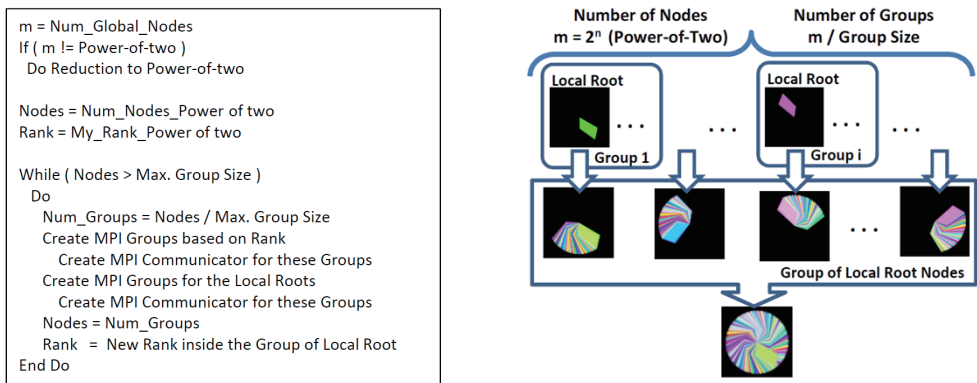 m = Num_Global_Nodes
If ( m != Power-of-two )
Do Reduction to Power-of-two
Nodes = Num_Nodes_Power of two
Rank = My_Rank_Power of two
While ( Nodes > Max. Group Size )
Do
Num_Groups = Nodes / Max. Group Size
Create MPI Groups based on Rank
Create MPI Communicator for these Groups
Create MPI Groups for the Local Roots
Create MPI Communicator for these Groups
Nodes = Num_Groups
Rank = New Rank inside the Group of Local Root
End Do
Number of Nodes
m = 2ⁿ (Power-of-Two)
Number of Groups
m / Group Size
Local Root
. . .
Group 1
. . .
Local Root
. . .
Group i
. . .
Group of Local Root Nodes